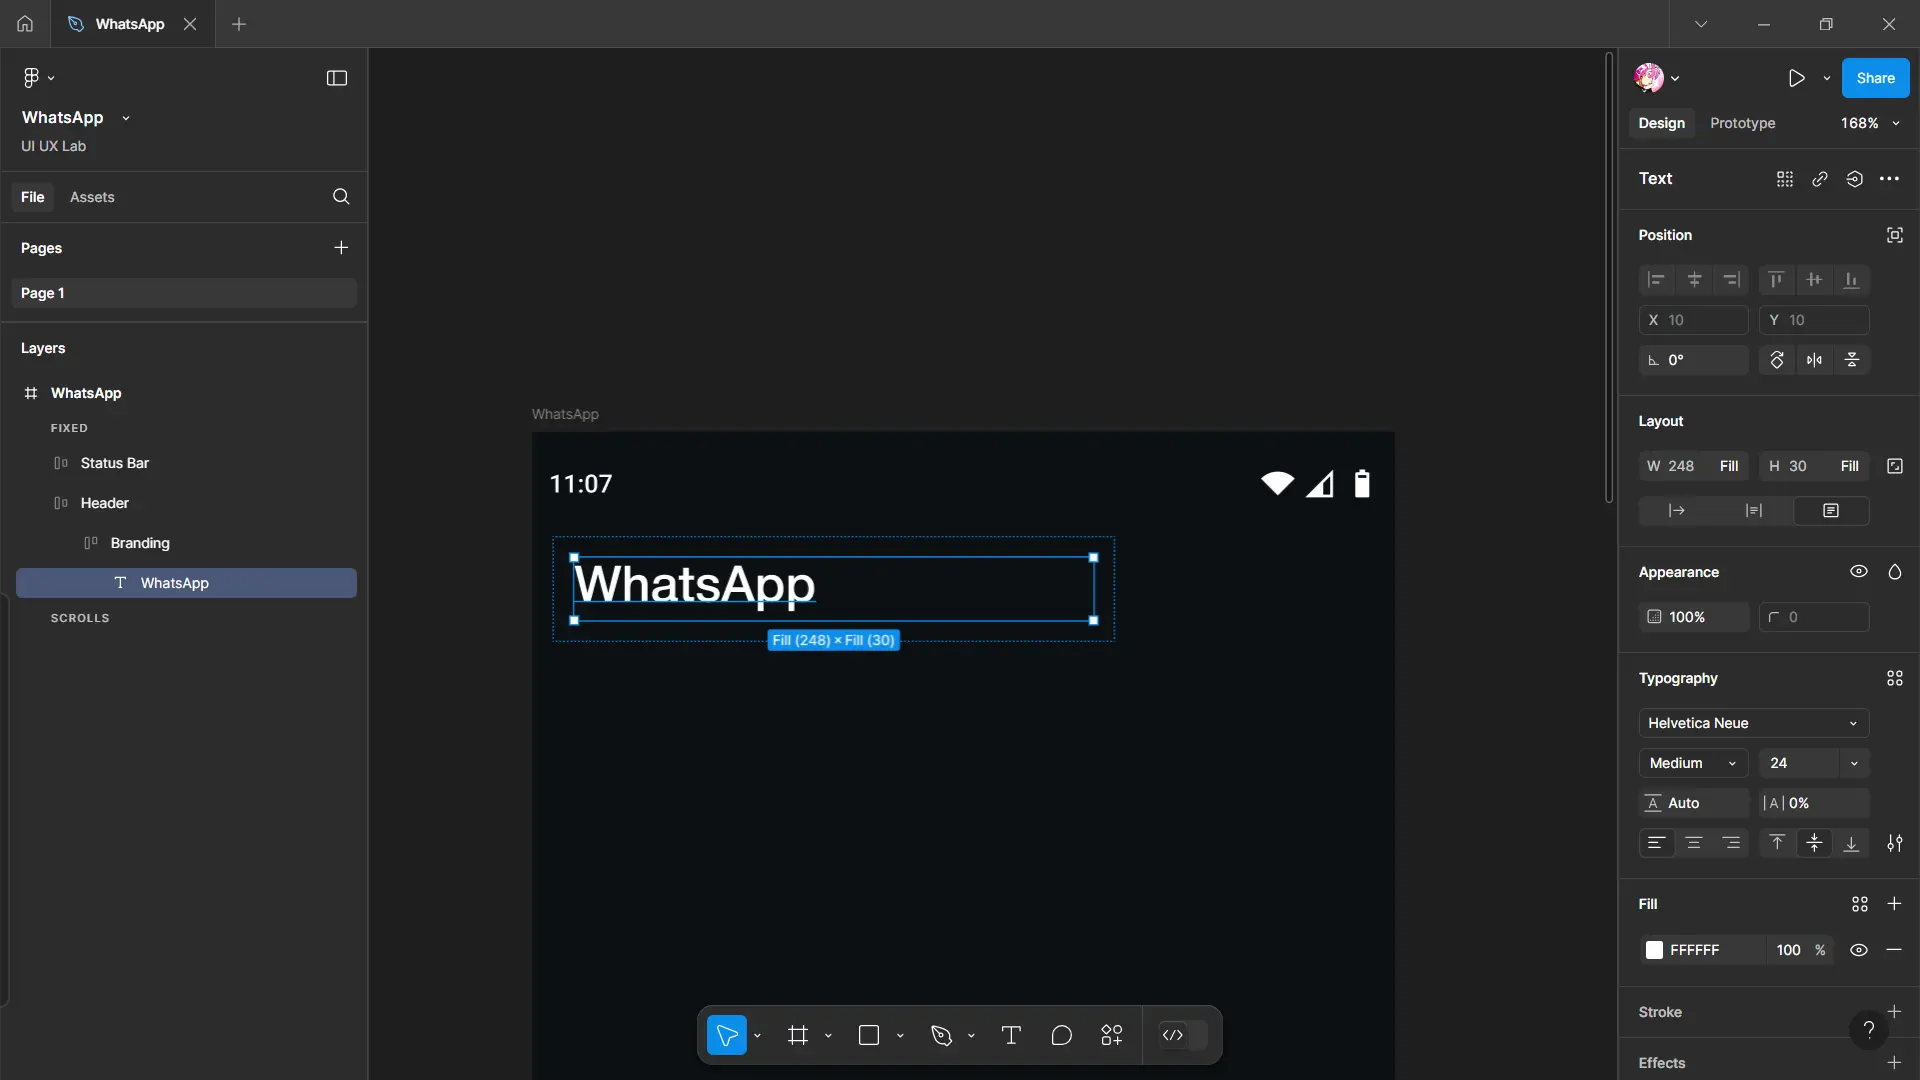 WhatsApp
WhatsApp
UI UX Lab
File Assets
Pages
Page 1
Layers
WhatsApp
FIXED
Status Bar
Header
Branding
WhatsApp
SCROLLS
WhatsApp
11:07
WhatsApp
Fill (248) × Fill (30)
Share
Design Prototype 168%
Text
Position
X 10 Y 10
0°
Layout
W 248 Fill H 30 Fill
Appearance
100% 0
Typography
Helvetica Neue
Medium 24
Auto |A| 0%
Fill
FFFFFF 100 %
Stroke
?
Effects